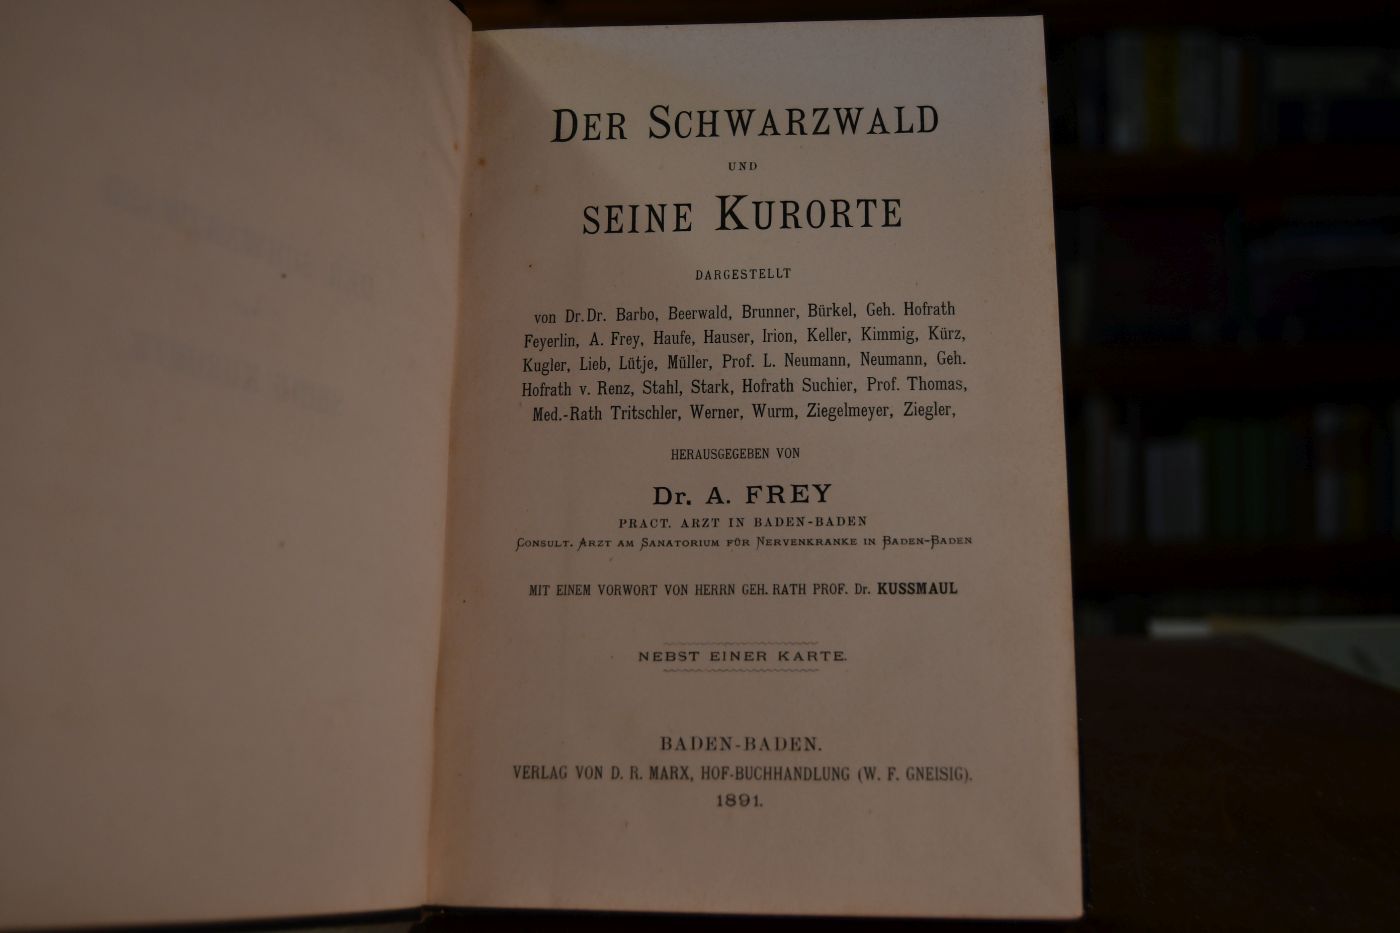 DER SCHWARZWALD
UND
SEINE KURORTE
DARGESTELLT
von Dr. Dr. Barbo, Beerwald, Brunner, Bürkel, Geh. Hofrath
Feyerlin, A. Frey, Haufe, Hauser, Irion, Keller, Kimmig, Kürz,
Kugler, Lieb, Lütje, Müller, Prof. L. Neumann, Neumann, Geh.
Hofrath v. Renz, Stahl, Stark, Hofrath Suchier, Prof. Thomas,
Med.-Rath Tritschler, Werner, Wurm, Ziegelmeyer, Ziegler,
HERAUSGEGEBEN VON
Dr. A. FREY
PRACT. ARZT IN BADEN-BADEN
CONSULT. ARZT AM SANATORIUM FÜR NERVENKRANKE IN BADEN-BADEN
MIT EINEM VORWORT VON HERRN GEH. RATH PROF. Dr. KUSSMAUL
NEBST EINER KARTE.
BADEN-BADEN.
VERLAG VON D. R. MARX, HOF-BUCHHANDLUNG (W. F. GNEISIG).
1891.